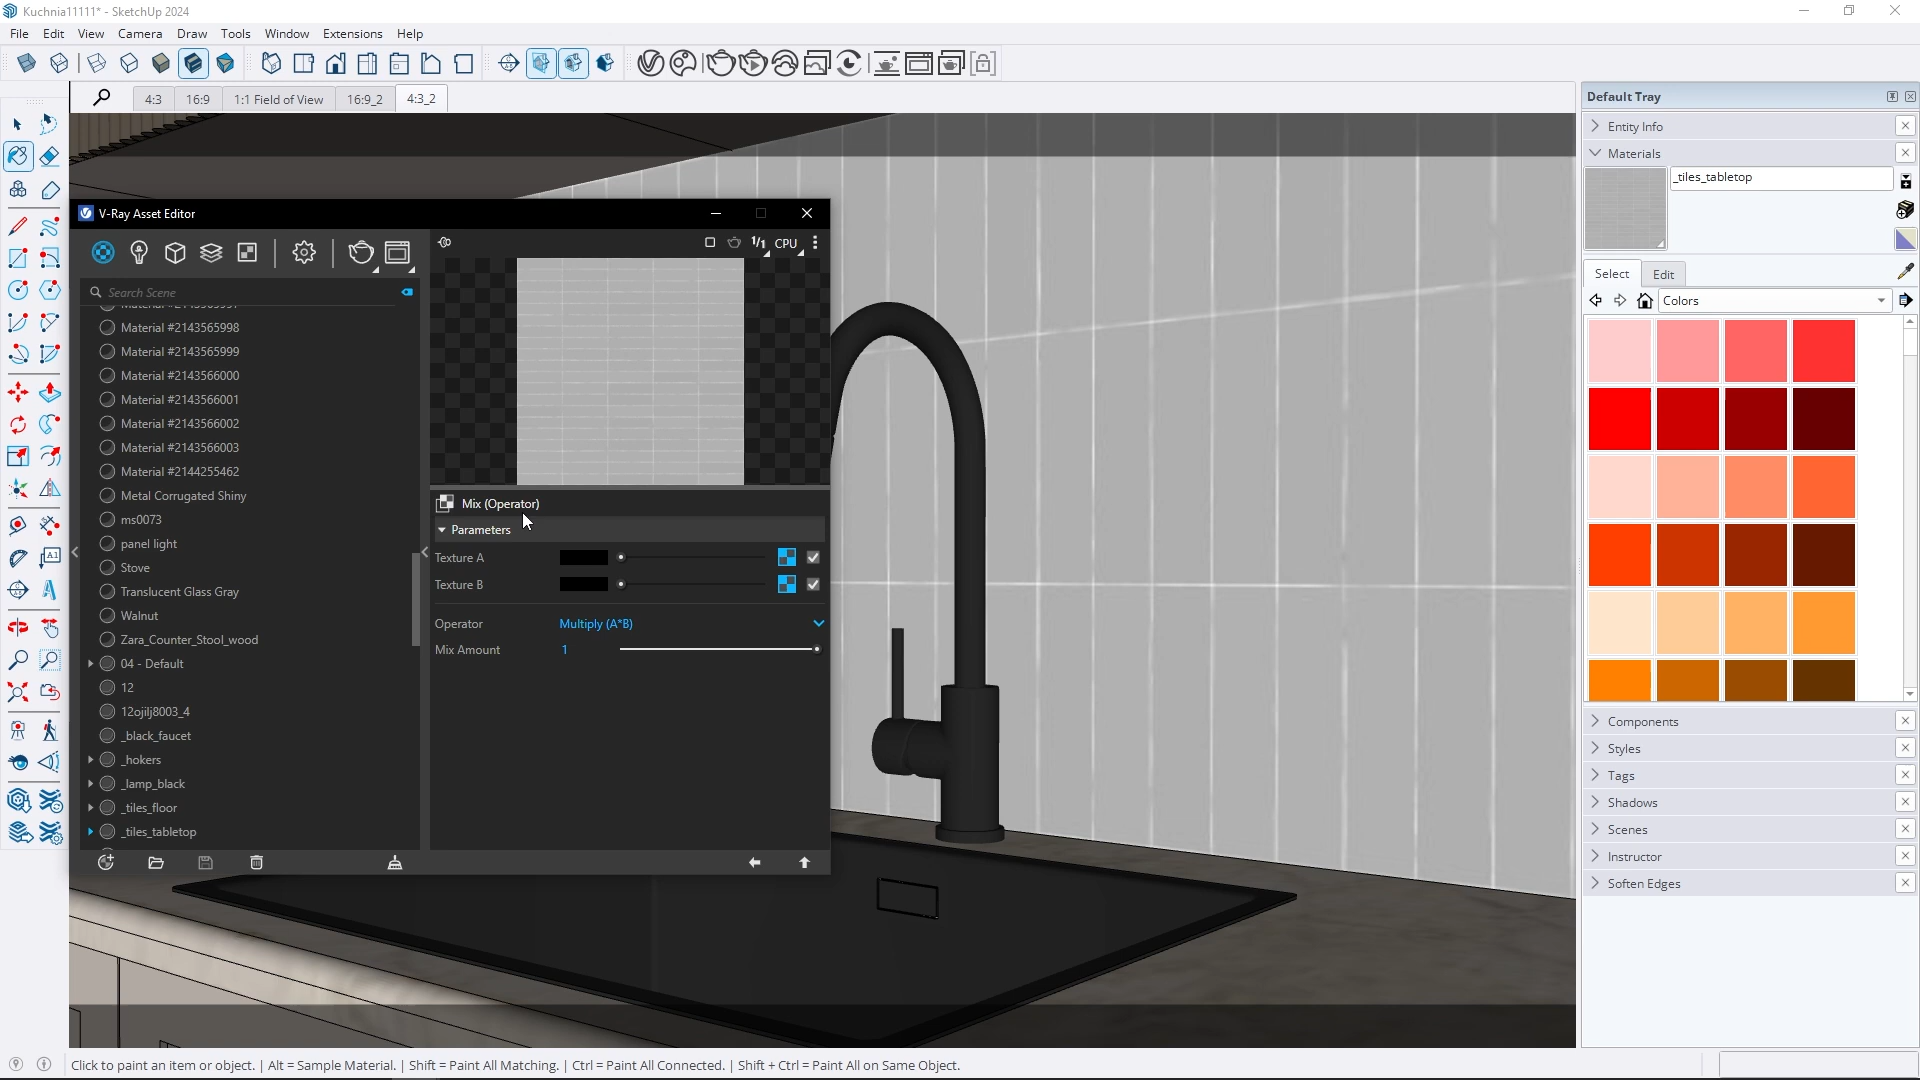 Kuchnia11111* - SketchUp 2024
File Edit View Camera Draw Tools Window Extensions Help
4:3 16:9 1:1 Field of View 16:9_2 4:3_2
V-Ray Asset Editor
1/1 CPU
Search Scene
Material #2143565998
Material #2143565999
Material #2143566000
Material #2143566001
Material #2143566002
Material #2143566003
Material #2144255462
Metal Corrugated Shiny
ms0073
panel light
Stove
Translucent Glass Gray
Walnut
Zara_Counter_Stool_wood
04 - Default
12
12ojilj8003_4
_black_faucet
_hokers
_lamp_black
_tiles_floor
_tiles_tabletop
Mix (Operator)
Parameters
Texture A
Texture B
Operator Multiply (A*B)
Mix Amount 1
Default Tray
Entity Info
Materials
_tiles_tabletop
Select Edit
Colors
Components
Styles
Tags
Shadows
Scenes
Instructor
Soften Edges
Click to paint an item or object. | Alt = Sample Material. | Shift = Paint All Matching. | Ctrl = Paint All Connected. | Shift + Ctrl = Paint All on Same Object.